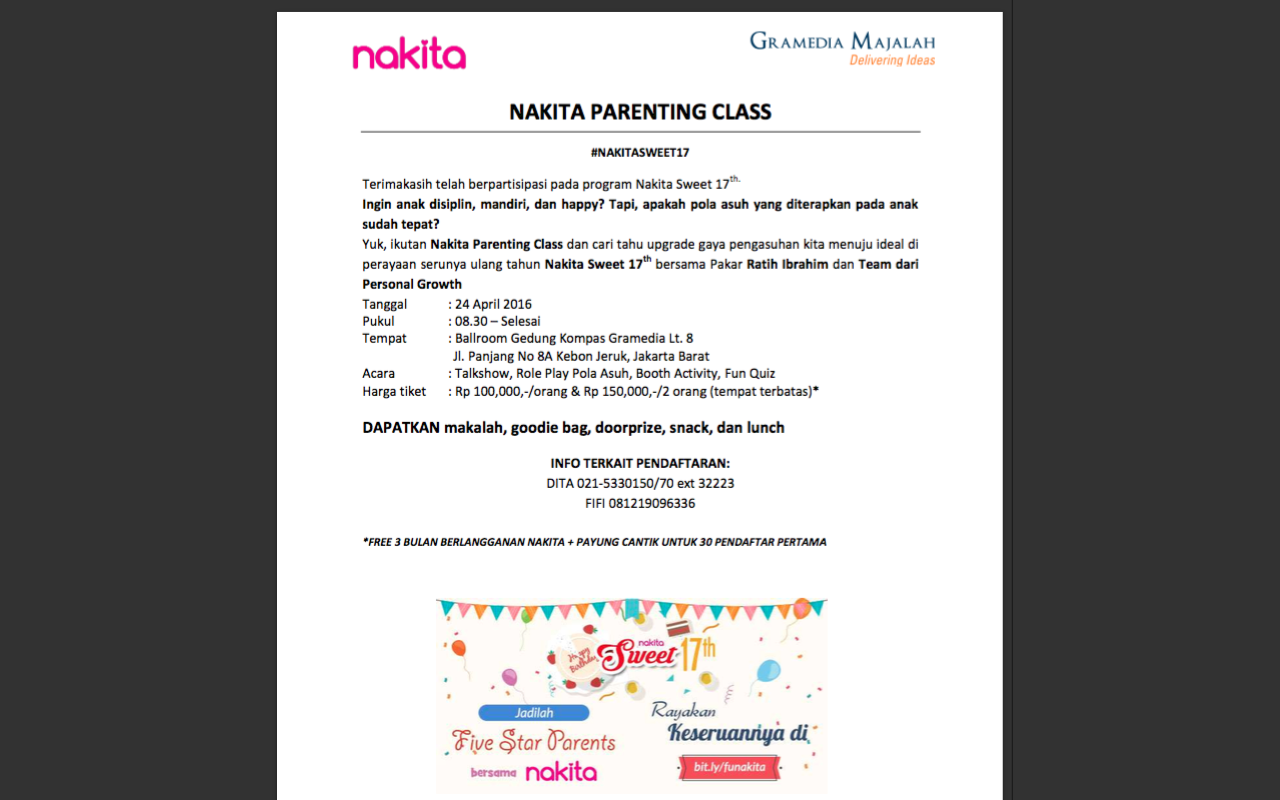 nakita
GRAMEDIA MAJALAH
Delivering Ideas
NAKITA PARENTING CLASS
#NAKITASWEET17
Terimakasih telah berpartisipasi pada program Nakita Sweet 17th.
Ingin anak disiplin, mandiri, dan happy? Tapi, apakah pola asuh yang diterapkan pada anak
sudah tepat?
Yuk, ikutan Nakita Parenting Class dan cari tahu upgrade gaya pengasuhan kita menuju ideal di
perayaan serunya ulang tahun Nakita Sweet 17th bersama Pakar Ratih Ibrahim dan Team dari
Personal Growth
Tanggal : 24 April 2016
Pukul : 08.30 – Selesai
Tempat : Ballroom Gedung Kompas Gramedia Lt. 8
Jl. Panjang No 8A Kebon Jeruk, Jakarta Barat
Acara : Talkshow, Role Play Pola Asuh, Booth Activity, Fun Quiz
Harga tiket : Rp 100,000,-/orang & Rp 150,000,-/2 orang (tempat terbatas)*
DAPATKAN makalah, goodie bag, doorprize, snack, dan lunch
INFO TERKAIT PENDAFTARAN:
DITA 021-5330150/70 ext 32223
FIFI 081219096336
*FREE 3 BULAN BERLANGGANAN NAKITA + PAYUNG CANTIK UNTUK 30 PENDAFTAR PERTAMA
Happy
Birthday
nakita
Sweet 17th
Jadilah
Five Star Parents
bersama nakita
Rayakan
Keseruannya di
bit.ly/funakita